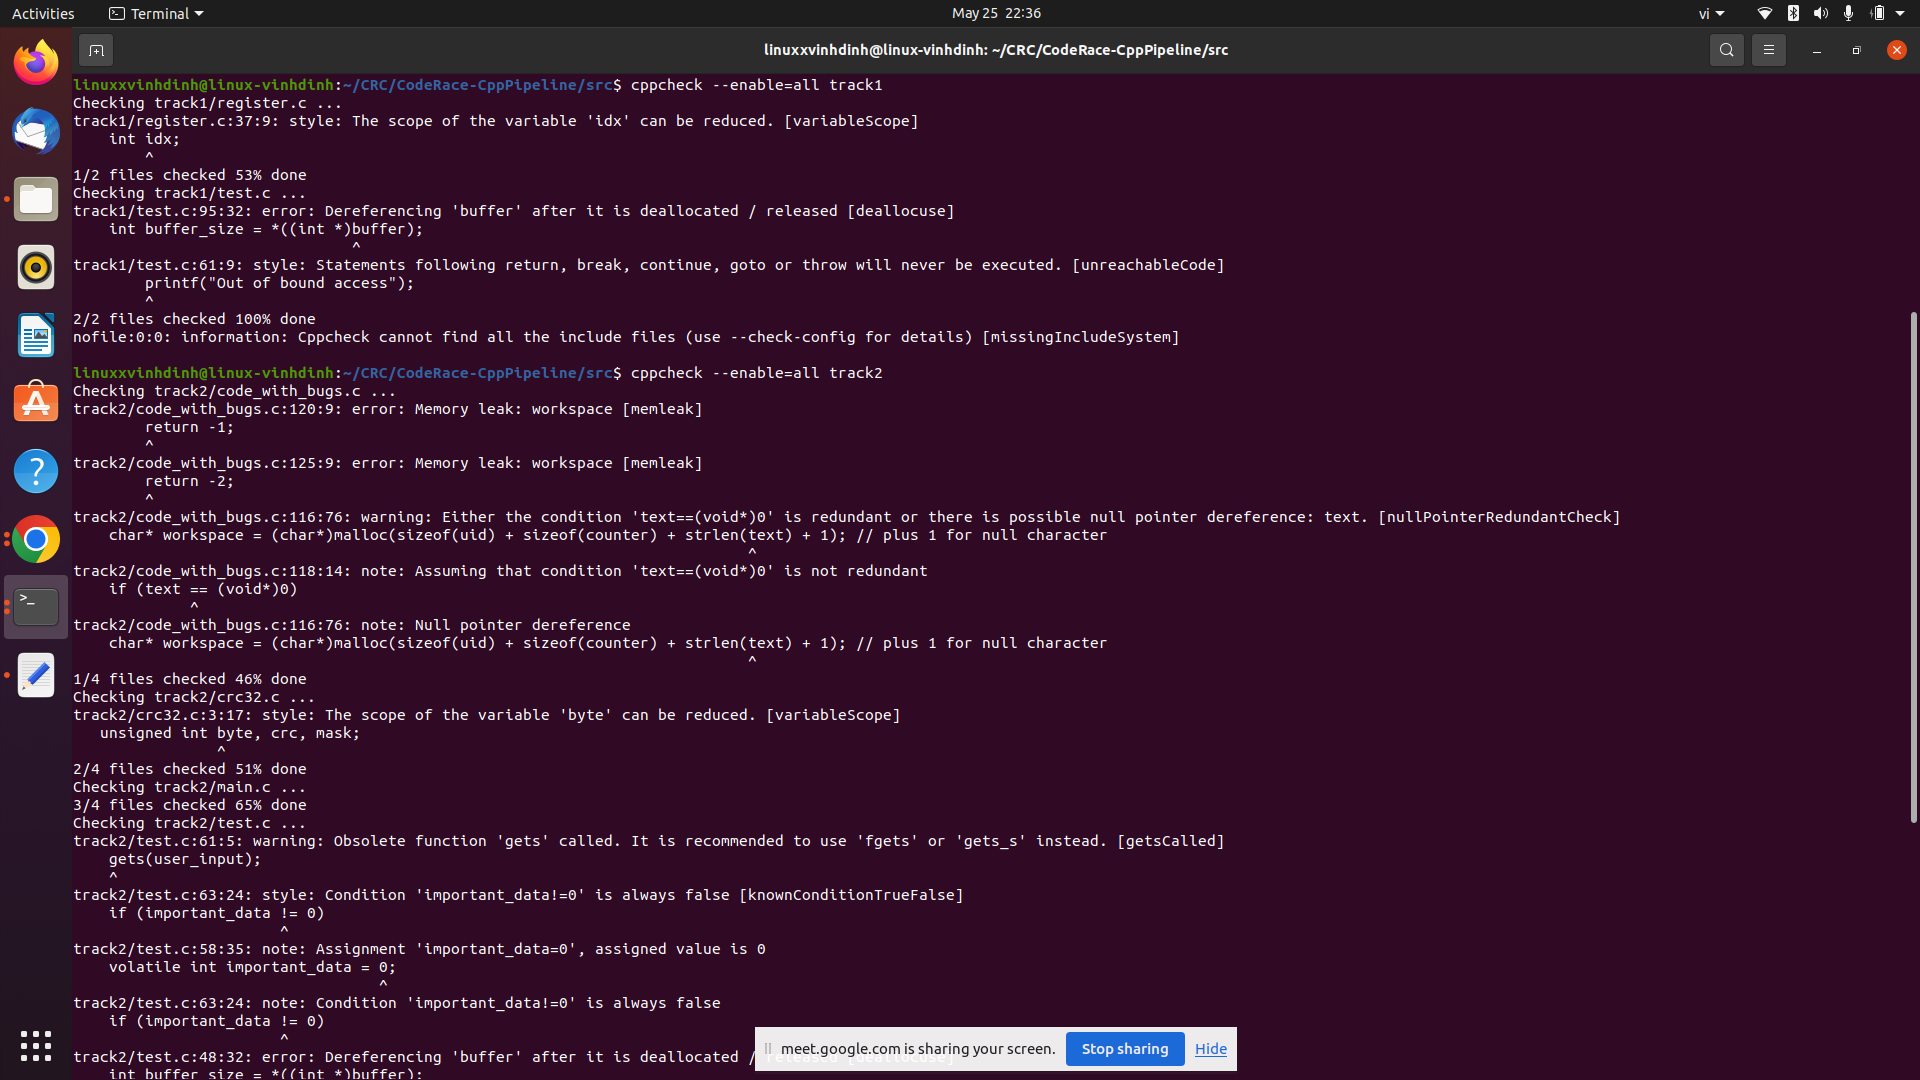 Activities
Terminal
May 25 22:36
vi
linuxxvinhdinh@linux-vinhdinh: ~/CRC/CodeRace-CppPipeline/src
linuxxvinhdinh@linux-vinhdinh:~/CRC/CodeRace-CppPipeline/src$ cppcheck --enable=all track1
Checking track1/register.c ...
track1/register.c:37:9: style: The scope of the variable 'idx' can be reduced. [variableScope]
    int idx;
        ^
1/2 files checked 53% done
Checking track1/test.c ...
track1/test.c:95:32: error: Dereferencing 'buffer' after it is deallocated / released [deallocuse]
    int buffer_size = *((int *)buffer);
                               ^
track1/test.c:61:9: style: Statements following return, break, continue, goto or throw will never be executed. [unreachableCode]
        printf("Out of bound access");
        ^
2/2 files checked 100% done
nofile:0:0: information: Cppcheck cannot find all the include files (use --check-config for details) [missingIncludeSystem]
linuxxvinhdinh@linux-vinhdinh:~/CRC/CodeRace-CppPipeline/src$ cppcheck --enable=all track2
Checking track2/code_with_bugs.c ...
track2/code_with_bugs.c:120:9: error: Memory leak: workspace [memleak]
        return -1;
        ^
track2/code_with_bugs.c:125:9: error: Memory leak: workspace [memleak]
        return -2;
        ^
track2/code_with_bugs.c:116:76: warning: Either the condition 'text==(void*)0' is redundant or there is possible null pointer dereference: text. [nullPointerRedundantCheck]
    char* workspace = (char*)malloc(sizeof(uid) + sizeof(counter) + strlen(text) + 1); // plus 1 for null character
                                                                           ^
track2/code_with_bugs.c:118:14: note: Assuming that condition 'text==(void*)0' is not redundant
    if (text == (void*)0)
             ^
track2/code_with_bugs.c:116:76: note: Null pointer dereference
    char* workspace = (char*)malloc(sizeof(uid) + sizeof(counter) + strlen(text) + 1); // plus 1 for null character
                                                                           ^
1/4 files checked 46% done
Checking track2/crc32.c ...
track2/crc32.c:3:17: style: The scope of the variable 'byte' can be reduced. [variableScope]
   unsigned int byte, crc, mask;
                ^
2/4 files checked 51% done
Checking track2/main.c ...
3/4 files checked 65% done
Checking track2/test.c ...
track2/test.c:61:5: warning: Obsolete function 'gets' called. It is recommended to use 'fgets' or 'gets_s' instead. [getsCalled]
    gets(user_input);
    ^
track2/test.c:63:24: style: Condition 'important_data!=0' is always false [knownConditionTrueFalse]
    if (important_data != 0)
                       ^
track2/test.c:58:35: note: Assignment 'important_data=0', assigned value is 0
    volatile int important_data = 0;
                                  ^
track2/test.c:63:24: note: Condition 'important_data!=0' is always false
    if (important_data != 0)
                       ^
track2/test.c:48:32: error: Dereferencing 'buffer' after it is deallocated /
    int buffer_size = *((int *)buffer);
meet.google.com is sharing your screen.
Stop sharing
Hide